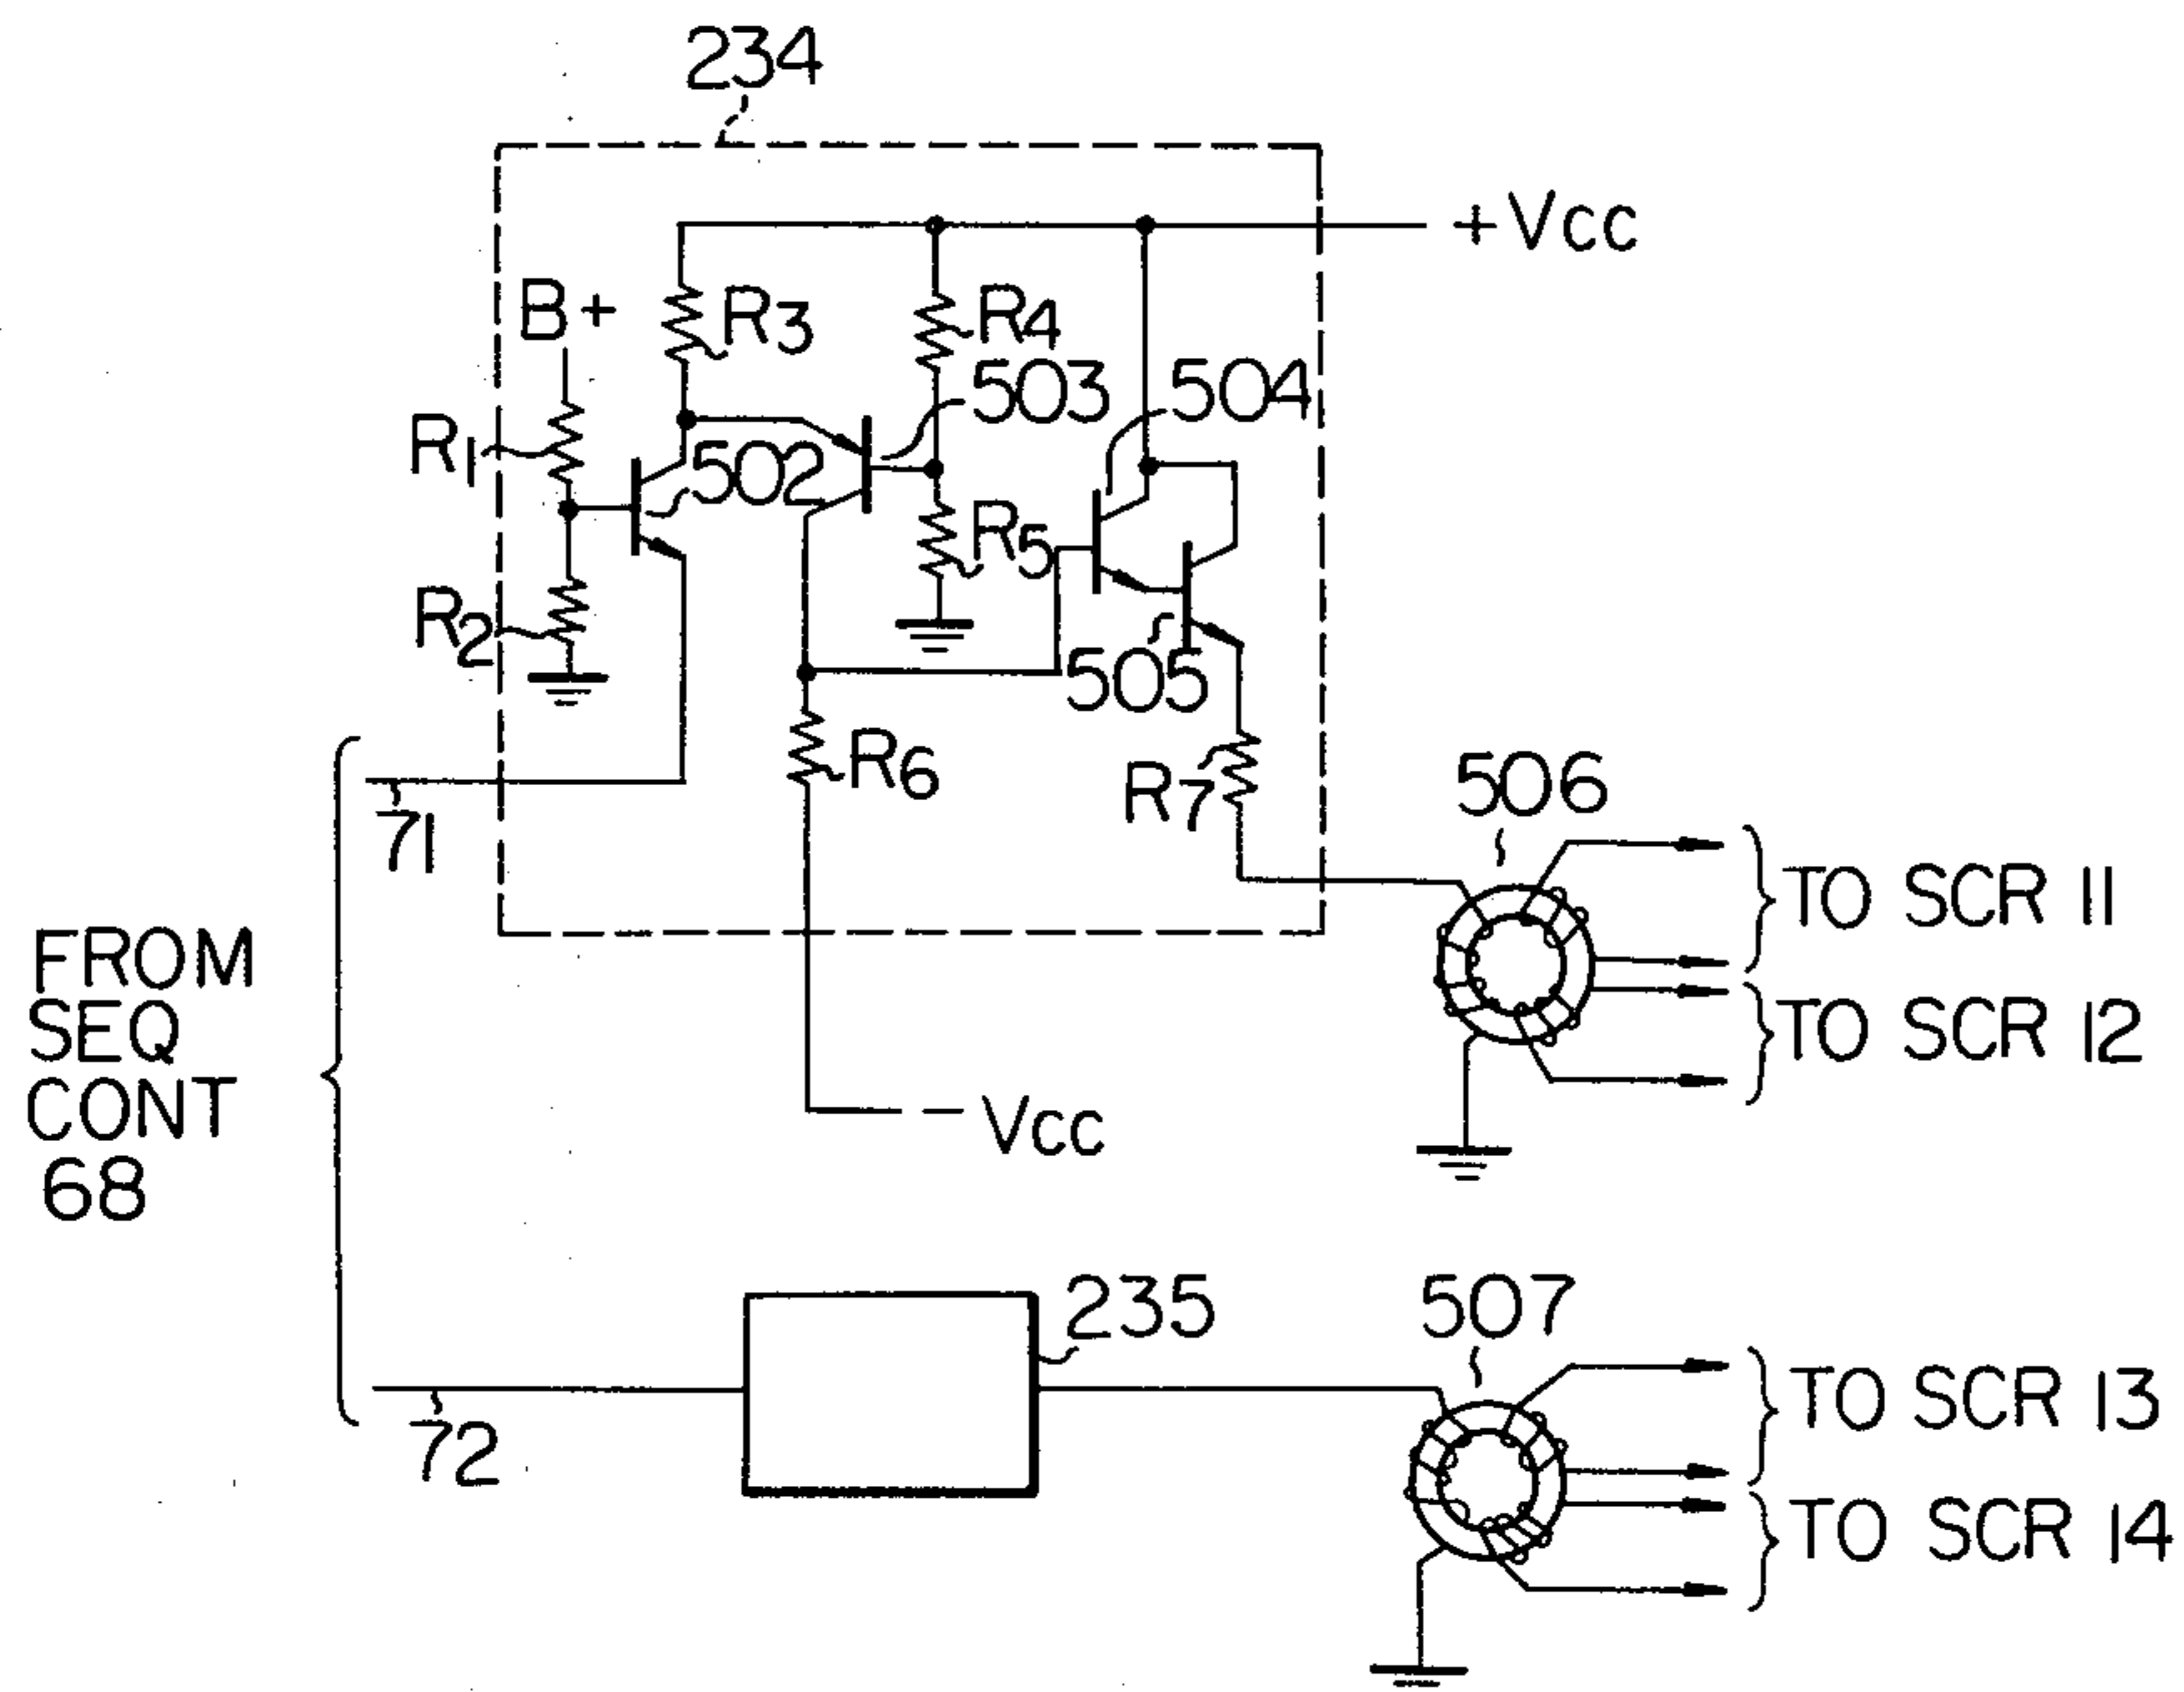 234
+Vcc
B+
R3
R4
503
504
R1
502
R5
R2
505
R6
R7
506
71
TO SCR 11
FROM
SEQ
CONT
68
TO SCR 12
— Vcc
235
507
72
TO SCR 13
TO SCR 14